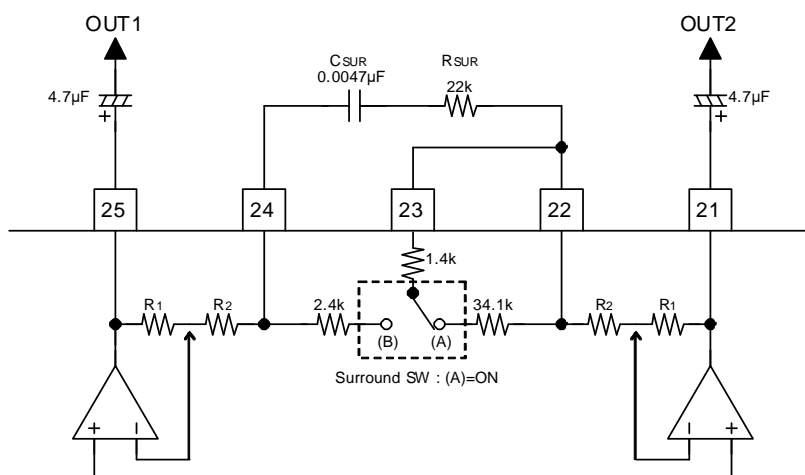 OUT1
OUT2
CSUR
0.0047µF
RSUR
22k
4.7µF
+
4.7µF
+
25
24
23
22
21
1.4k
R1
R2
2.4k
34.1k
R2
R1
(B)
(A)
Surround SW : (A)=ON
+
−
−
+